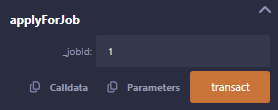 applyForJob
_jobId:
1
Calldata
Parameters
transact